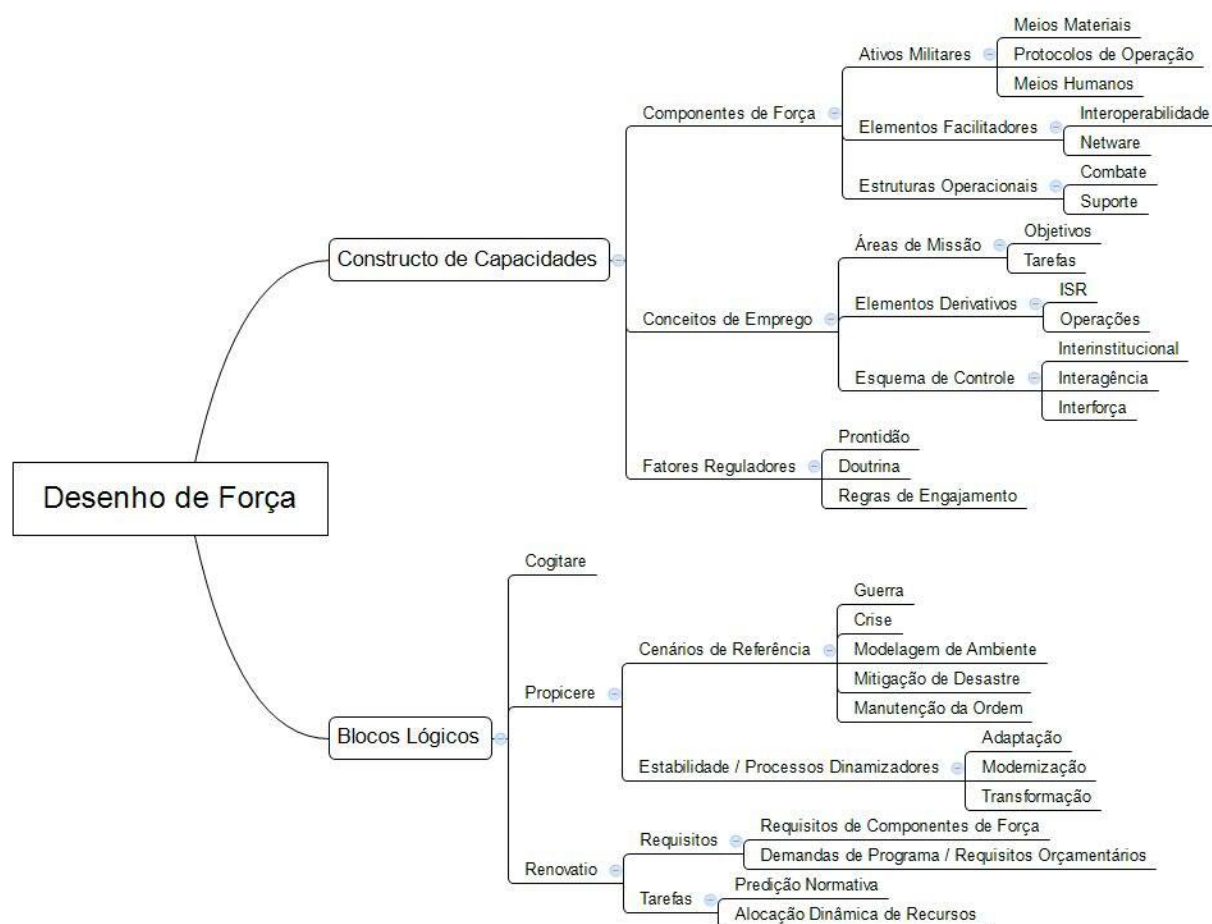 Desenho de Força
Constructo de Capacidades
Componentes de Força
Ativos Militares
Meios Materiais
Protocolos de Operação
Meios Humanos
Elementos Facilitadores
Interoperabilidade
Netware
Estruturas Operacionais
Combate
Suporte
Conceitos de Emprego
Áreas de Missão
Objetivos
Tarefas
Elementos Derivativos
ISR
Operações
Esquema de Controle
Interinstitucional
Interagência
Interforça
Fatores Reguladores
Prontidão
Doutrina
Regras de Engajamento
Blocos Lógicos
Cogitare
Propicere
Cenários de Referência
Guerra
Crise
Modelagem de Ambiente
Mitigação de Desastre
Manutenção da Ordem
Estabilidade / Processos Dinamizadores
Adaptação
Modernização
Transformação
Renovatio
Requisitos
Requisitos de Componentes de Força
Demandas de Programa / Requisitos Orçamentários
Tarefas
Predição Normativa
Alocação Dinâmica de Recursos